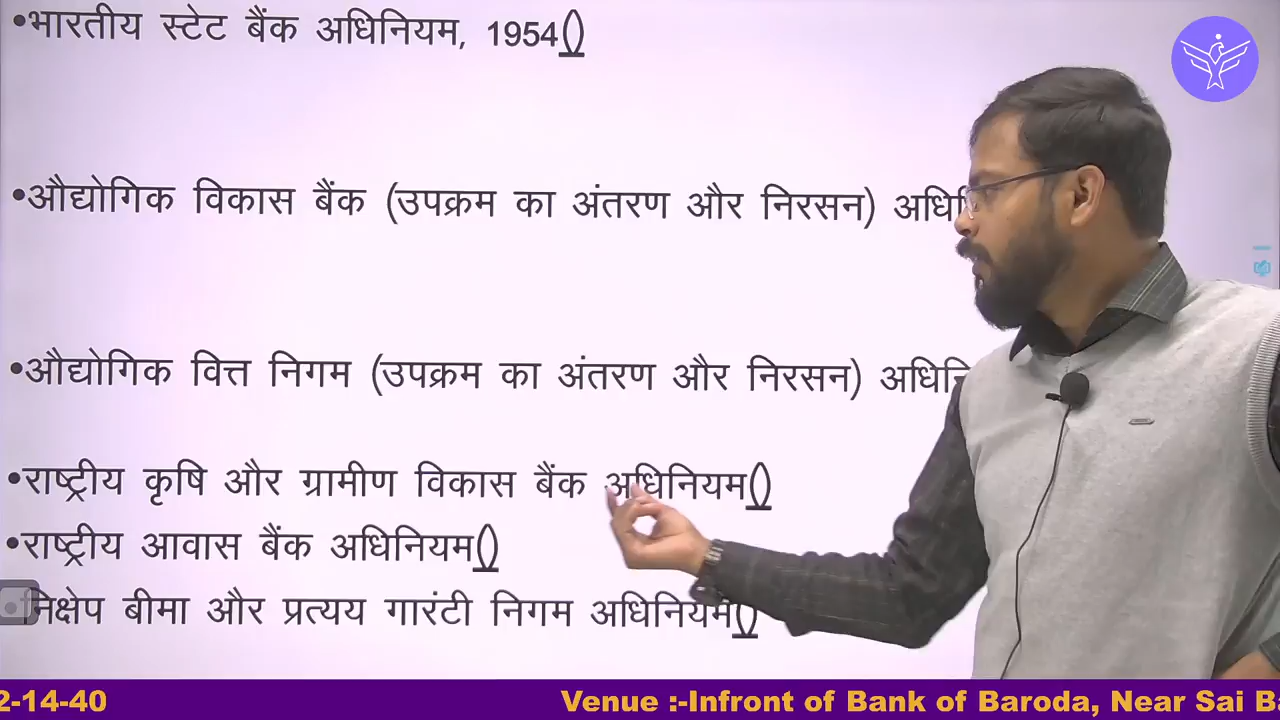 •भारतीय स्टेट बैंक अधिनियम, 1954()
•औद्योगिक विकास बैंक (उपक्रम का अंतरण और निरसन)
•औद्योगिक वित्त निगम (उपक्रम का अंतरण और निरसन)
•राष्ट्रीय कृषि और ग्रामीण विकास बैंक अधिनियम()
•राष्ट्रीय आवास बैंक अधिनियम()
निक्षेप बीमा और प्रत्यय गारंटी निगम अधिनियम()
2-14-40 Venue :-Infront of Bank of Baroda, Near Sai